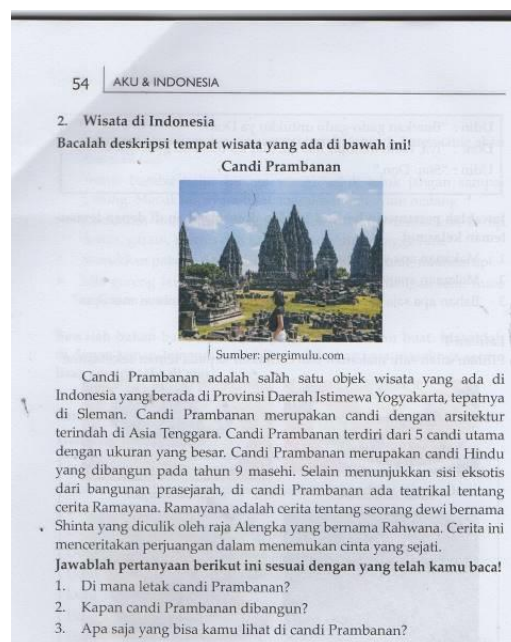 54 AKU & INDONESIA
2. Wisata di Indonesia
Bacalah deskripsi tempat wisata yang ada di bawah ini!
Candi Prambanan
Sumber: pergimulu.com
Candi Prambanan adalah salah satu objek wisata yang ada di
Indonesia yang berada di Provinsi Daerah Istimewa Yogyakarta, tepatnya
di Sleman. Candi Prambanan merupakan candi dengan arsitektur
terindah di Asia Tenggara. Candi Prambanan terdiri dari 5 candi utama
dengan ukuran yang besar. Candi Prambanan merupakan candi Hindu
yang dibangun pada tahun 9 masehi. Selain menunjukkan sisi eksotis
dari bangunan prasejarah, di candi Prambanan ada teatrikal tentang
cerita Ramayana. Ramayana adalah cerita tentang seorang dewi bernama
Shinta yang diculik oleh raja Alengka yang bernama Rahwana. Cerita ini
menceritakan perjuangan dalam menemukan cinta yang sejati.
Jawablah pertanyaan berikut ini sesuai dengan yang telah kamu baca!
1. Di mana letak candi Prambanan?
2. Kapan candi Prambanan dibangun?
3. Apa saja yang bisa kamu lihat di candi Prambanan?